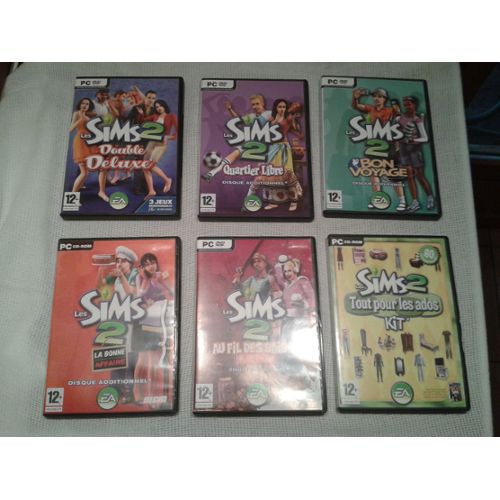 PC DVD
Les SiMS 2
Double
Deluxe
3 JEUX
12+
EA
PC DVD
Les SiMS 2
Quartier Libre
DISQUE ADDITIONNEL
12+
EA
PC DVD
Les SiMS 2
BON
VOYAGE
DISQUE ADDITIONNEL
12+
EA
PC CD-ROM
Les SiMS 2
LA BONNE
AFFAIRE
DISQUE ADDITIONNEL
12+
EA
PC DVD
Les SiMS 2
AU FIL DES
12+
EA
PC CD-ROM
Les SiMS 2
60
Tout pour les ados
KiT
12+
EA